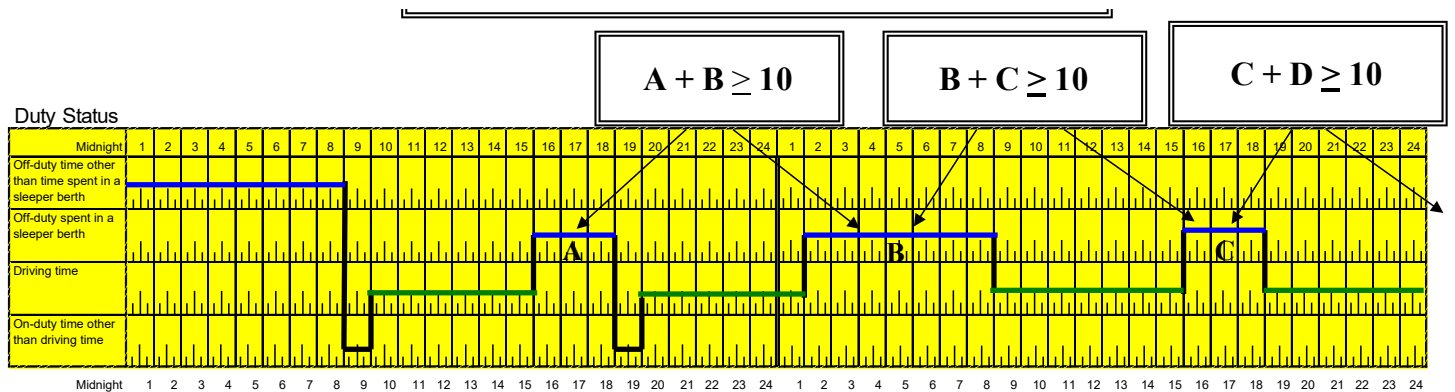 A + B ≥ 10
B + C ≥ 10
C + D ≥ 10
Duty Status
Midnight 1 2 3 4 5 6 7 8 9 10 11 12 13 14 15 16 17 18 19 20 21 22 23 24 1 2 3 4 5 6 7 8 9 10 11 12 13 14 15 16 17 18 19 20 21 22 23 24
Off-duty time other
than time spent in a
sleeper berth
Off-duty spent in a
sleeper berth
A
B
C
Driving time
On-duty time other
than driving time
Midnight 1 2 3 4 5 6 7 8 9 10 11 12 13 14 15 16 17 18 19 20 21 22 23 24 1 2 3 4 5 6 7 8 9 10 11 12 13 14 15 16 17 18 19 20 21 22 23 24